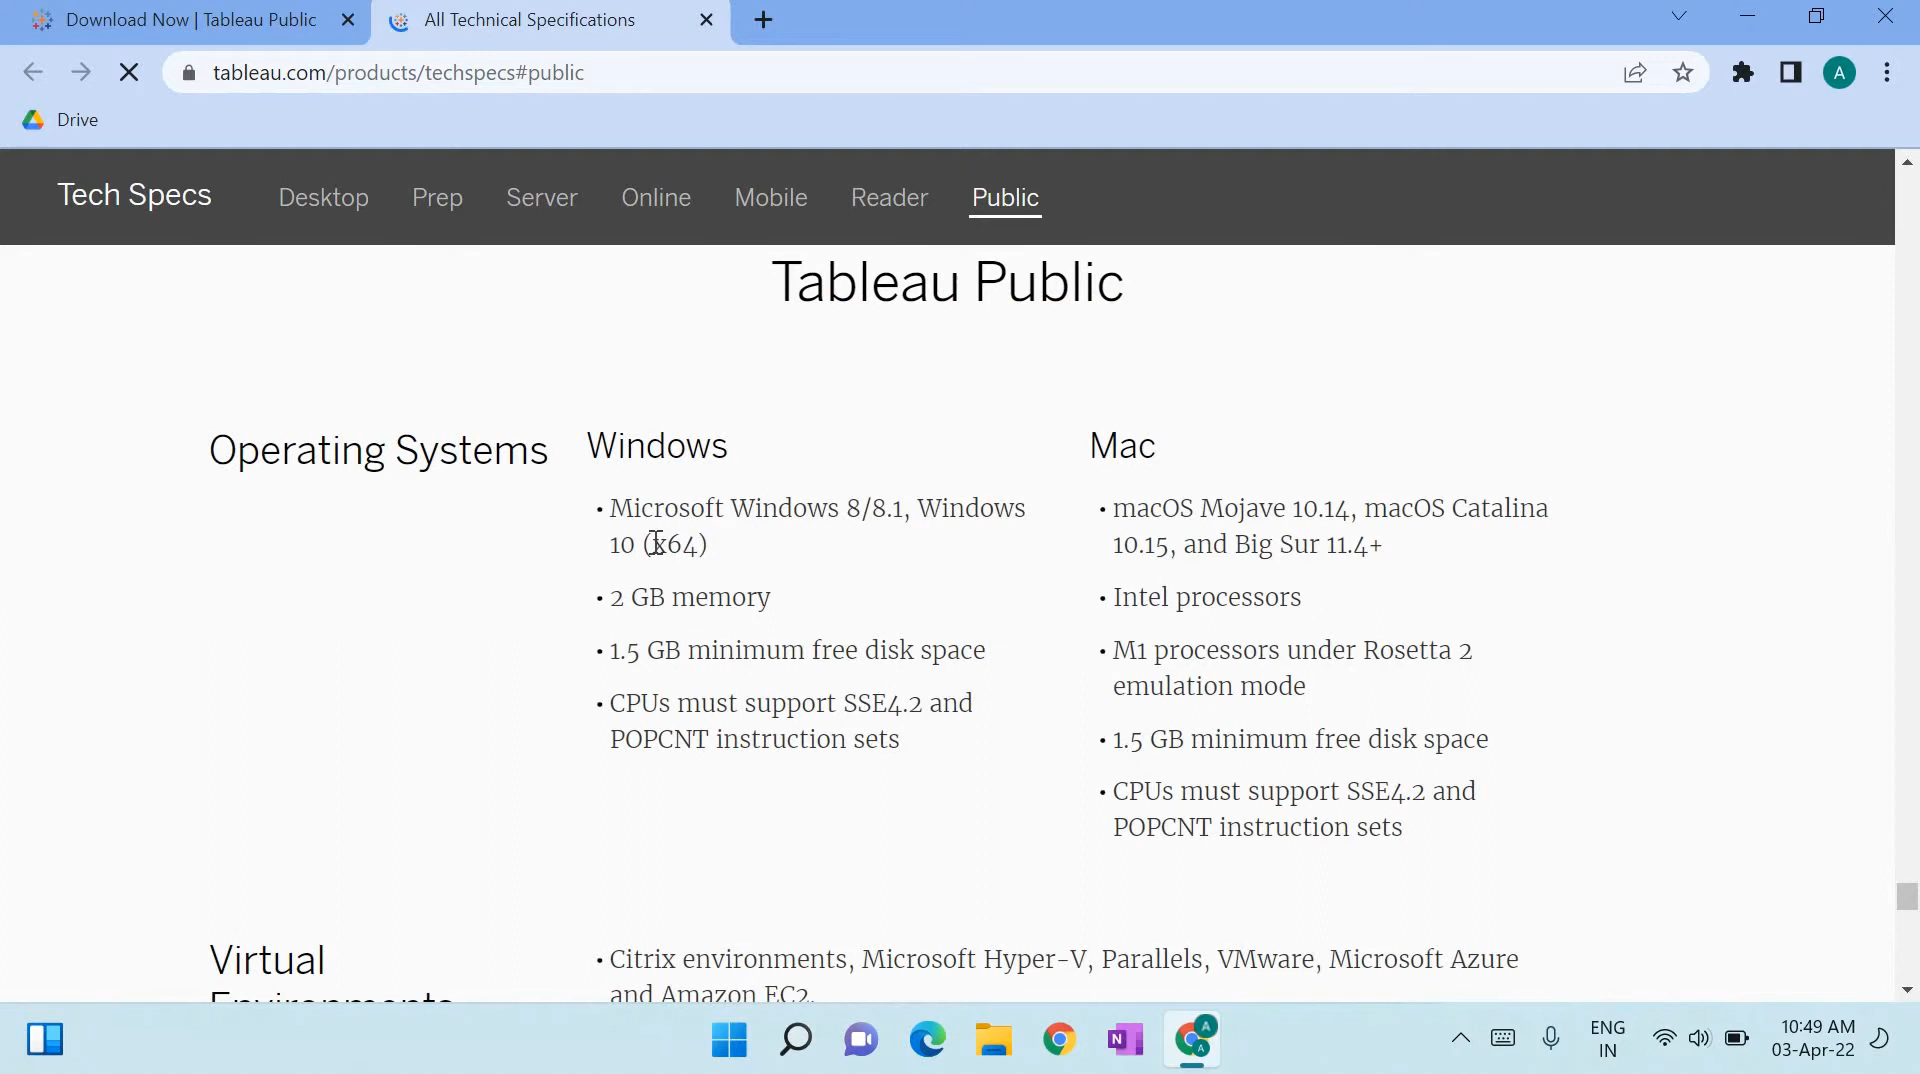 Download Now | Tableau Public
All Technical Specifications
tableau.com/products/techspecs#public
A
Drive
Tech Specs Desktop Prep Server Online Mobile Reader Public
Tableau Public
Operating Systems
Windows
• Microsoft Windows 8/8.1, Windows
10 (x64)
• 2 GB memory
• 1.5 GB minimum free disk space
• CPUs must support SSE4.2 and
POPCNT instruction sets
Mac
• macOS Mojave 10.14, macOS Catalina
10.15, and Big Sur 11.4+
• Intel processors
• M1 processors under Rosetta 2
emulation mode
• 1.5 GB minimum free disk space
• CPUs must support SSE4.2 and
POPCNT instruction sets
Virtual
Environments
• Citrix environments, Microsoft Hyper-V, Parallels, VMware, Microsoft Azure
and Amazon EC2.
N
A
A
ENG
IN
10:49 AM
03-Apr-22